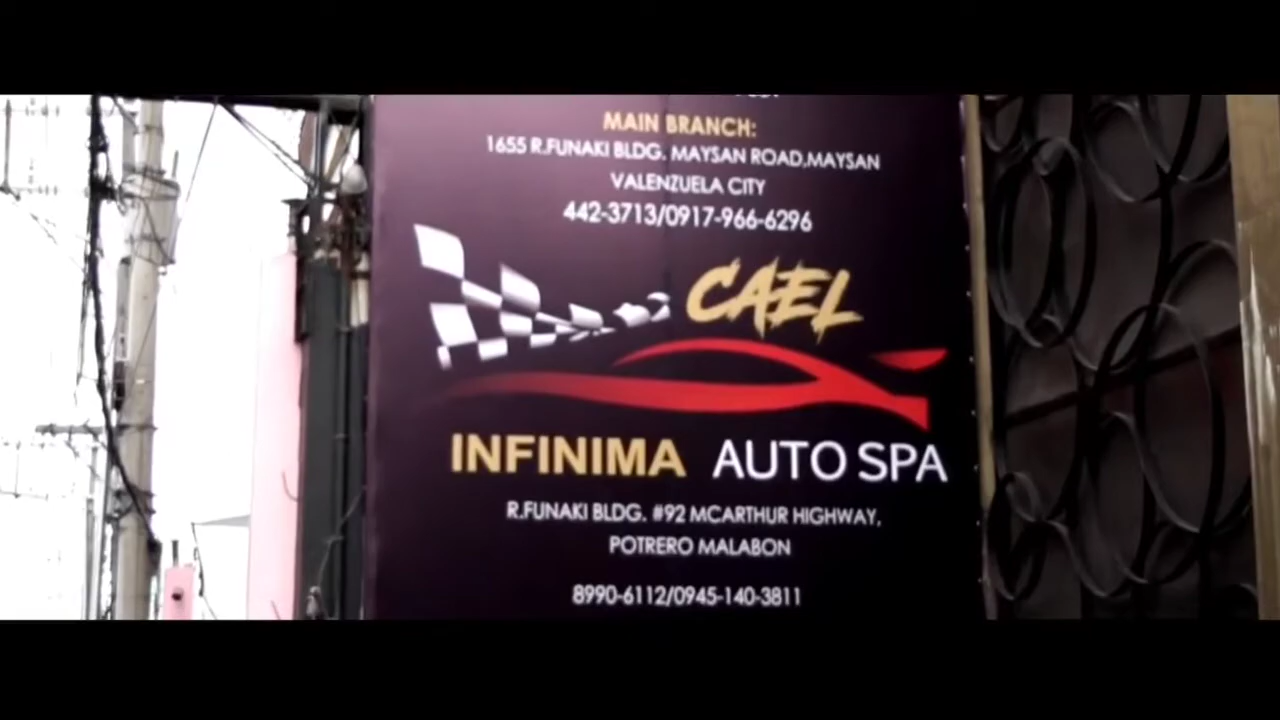 MAIN BRANCH:
1655 R.FUNAKI BLDG. MAYSAN ROAD,MAYSAN
VALENZUELA CITY
442-3713/0917-966-6296
CAEL
INFINIMA AUTO SPA
R.FUNAKI BLDG. #92 MCARTHUR HIGHWAY,
POTRERO MALABON
8990-6112/0945-140-3811